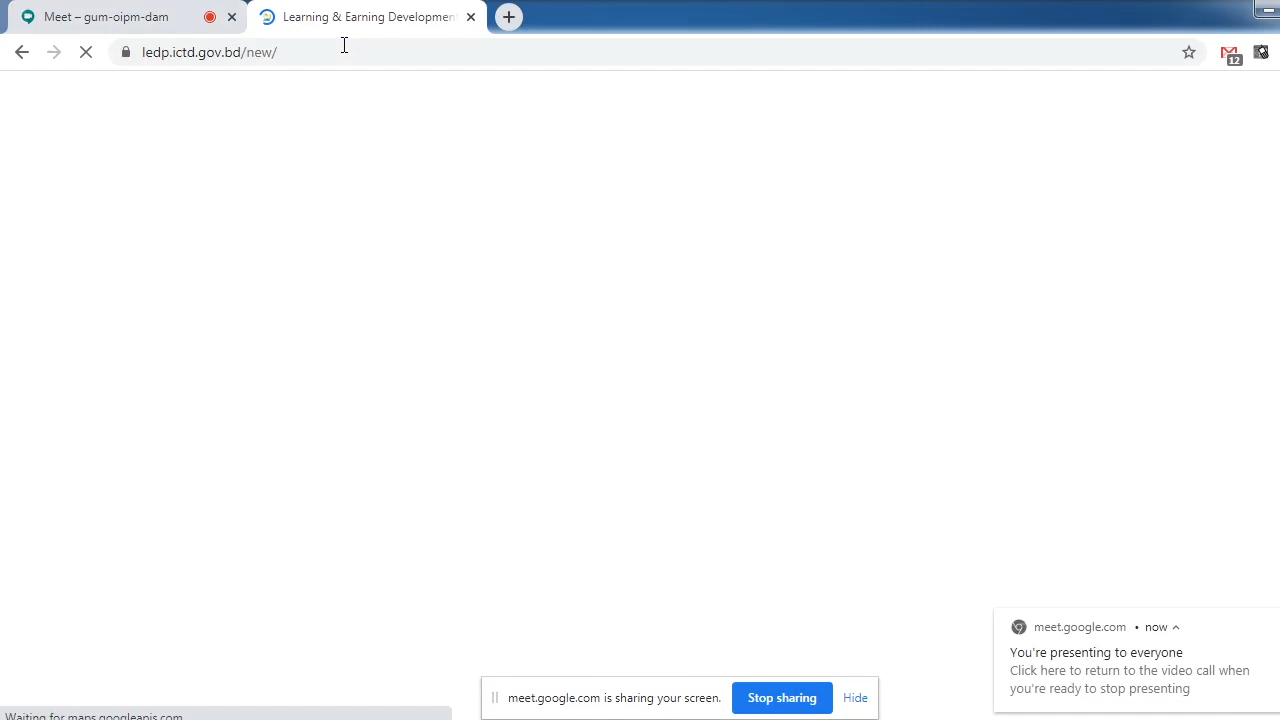 Meet – gum-oipm-dam
Learning & Earning Development
ledp.ictd.gov.bd/new/
12
meet.google.com • now
You're presenting to everyone
Click here to return to the video call when
you're ready to stop presenting
meet.google.com is sharing your screen.
Stop sharing
Hide
Waiting for maps.googleapis.com